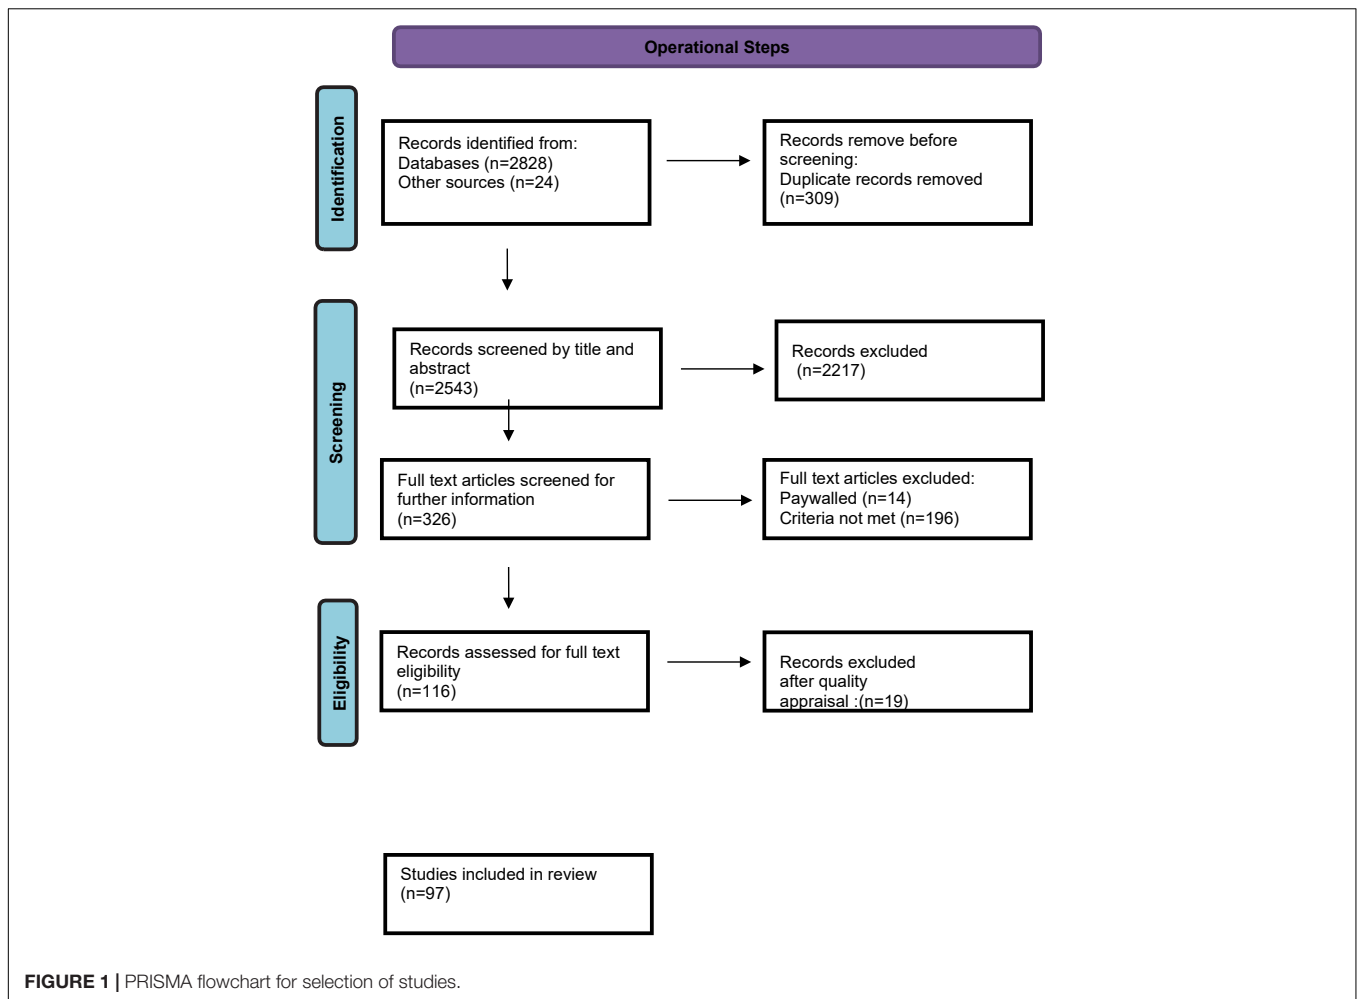 Operational Steps
Identification
Records identified from:
Databases (n=2828)
Other sources (n=24)
Records remove before
screening:
Duplicate records removed
(n=309)
Screening
Records screened by title and
abstract
(n=2543)
Records excluded
(n=2217)
Full text articles screened for
further information
(n=326)
Full text articles excluded:
Paywalled (n=14)
Criteria not met (n=196)
Eligibility
Records assessed for full text
eligibility
(n=116)
Records excluded
after quality
appraisal :(n=19)
Studies included in review
(n=97)
FIGURE 1 | PRISMA flowchart for selection of studies.